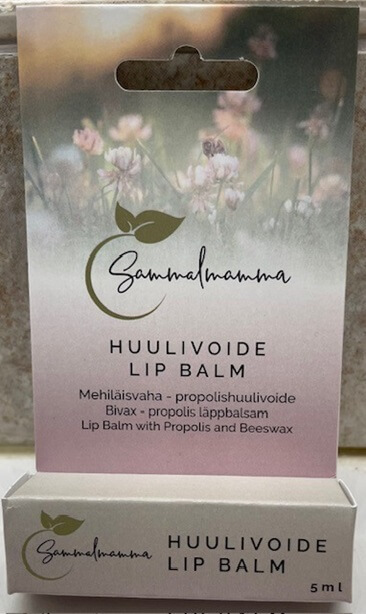 Sammalmamma
HUULIVOIDE
LIP BALM
Mehiläisvaha - propolishuulivoide
Bivax - propolis läppbalsam
Lip Balm with Propolis and Beeswax
Sammalmamma
HUULIVOIDE
LIP BALM
5 ml